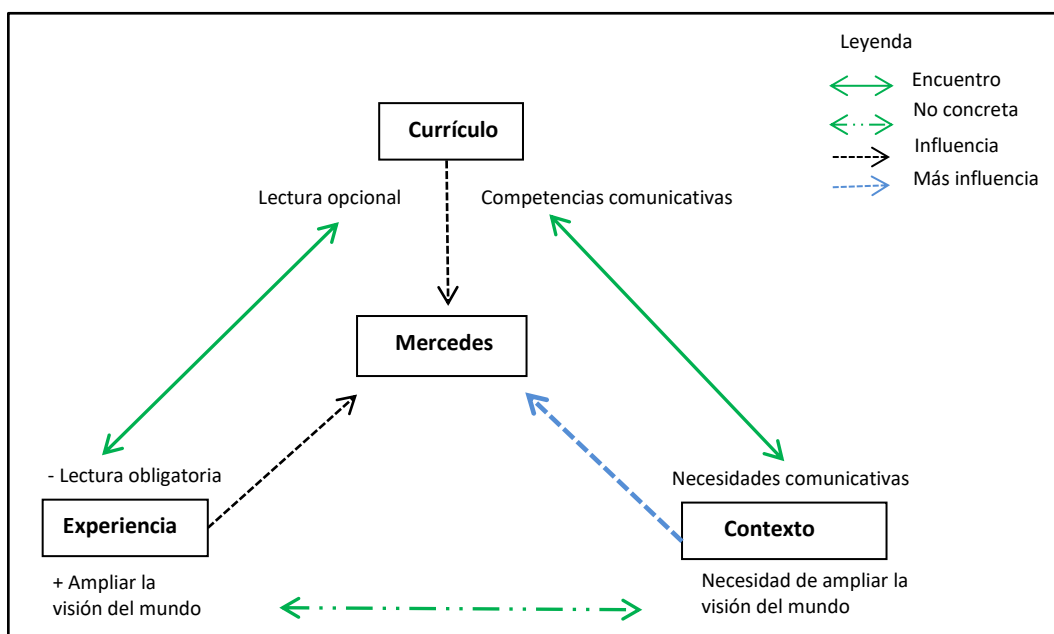 Leyenda
Encuentro
No concreta
Influencia
Más influencia
Currículo
Lectura opcional
Competencias comunicativas
Mercedes
- Lectura obligatoria
Necesidades comunicativas
Experiencia
Contexto
+ Ampliar la
visión del mundo
Necesidad de ampliar la
visión del mundo